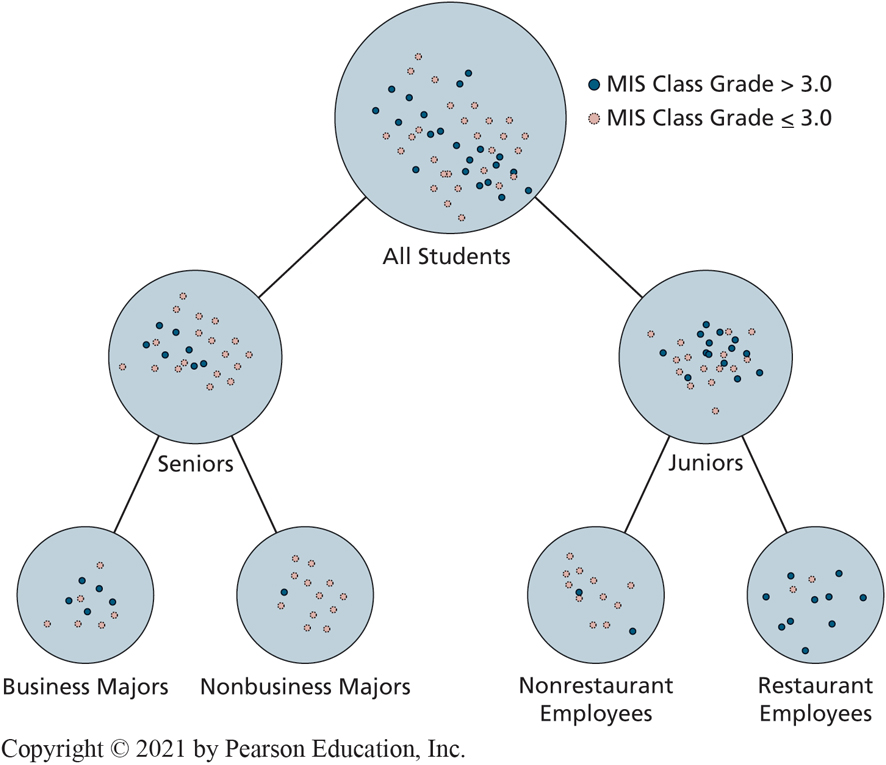 MIS Class Grade > 3.0
MIS Class Grade ≤ 3.0
All Students
Seniors
Juniors
Business Majors
Nonbusiness Majors
Nonrestaurant
Employees
Restaurant
Employees
Copyright © 2021 by Pearson Education, Inc.